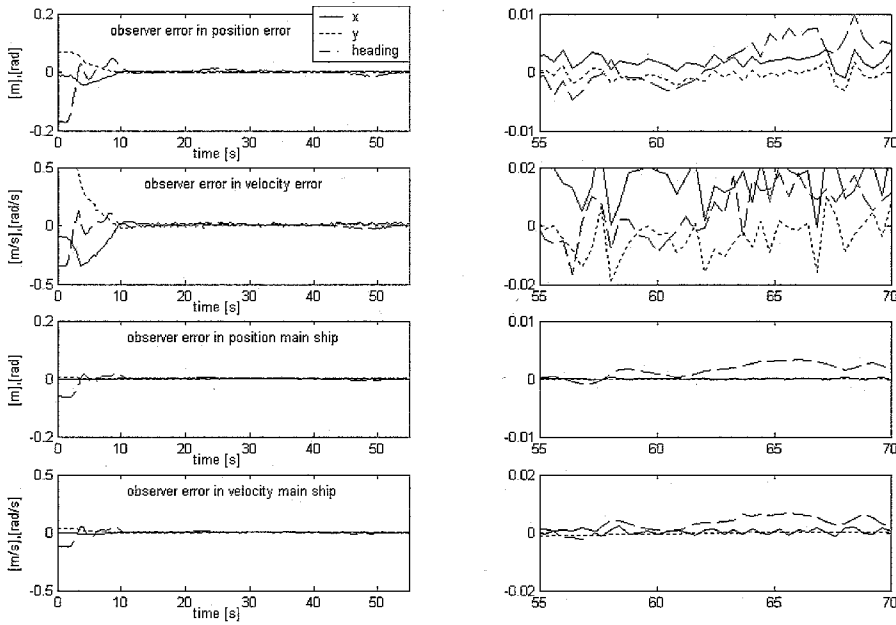 0.2
observer error in position error
x
y
heading
[m],[rad]
0
0.2
0 10 20 30 40 50
time [s]
0.01
0
-0.01
55 60 65 70
0.5
observer error in velocity error
[m/s],[rad/s]
0
-0.5
0 10 20 30 40 50
time [s]
0.02
0
-0.02
55 60 65 70
0.2
observer error in position main ship
[m],[rad]
0
0.2
0 10 20 30 40 50
time [s]
0.01
0
-0.01
55 60 65 70
0.5
observer error in velocity main ship
[m/s],[rad/s]
0
-0.5
0 10 20 30 40 50
time [s]
0.02
0
-0.02
55 60 65 70